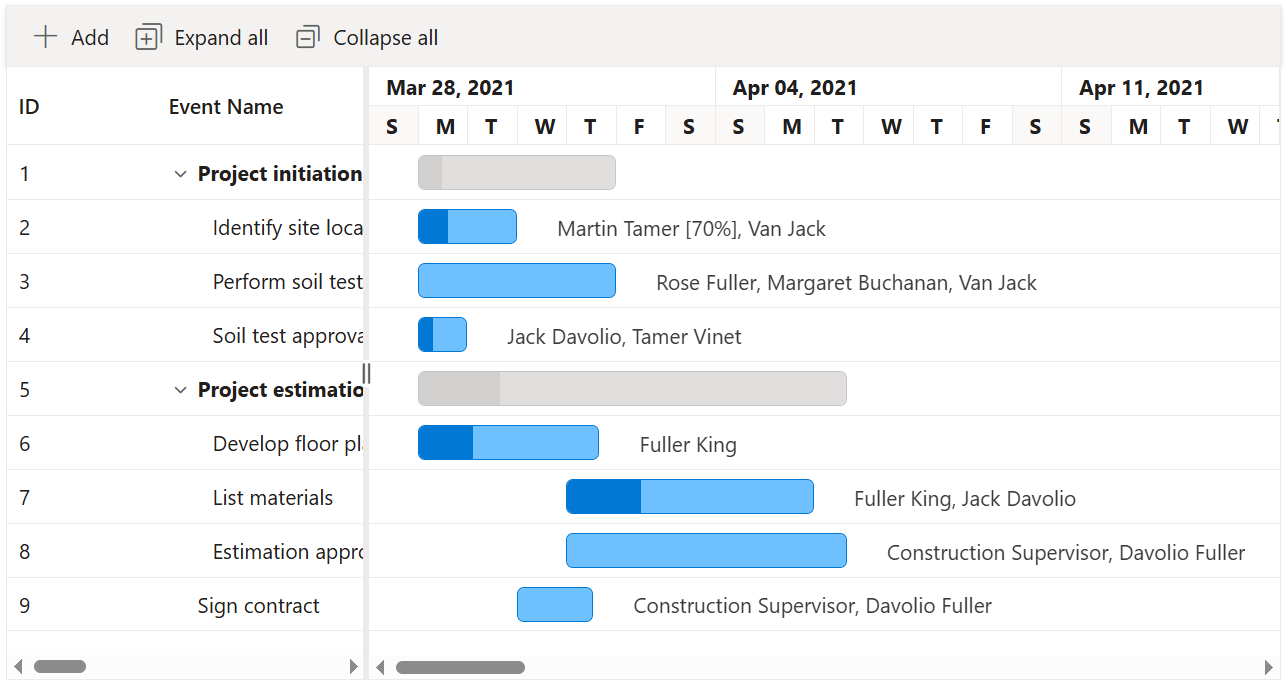 Add Expand all Collapse all
ID Event Name Mar 28, 2021 Apr 04, 2021 Apr 11, 2021
S M T W T F S S M T W T F S S M T W
1 Project initiation
2 Identify site loca Martin Tamer [70%], Van Jack
3 Perform soil test Rose Fuller, Margaret Buchanan, Van Jack
4 Soil test approva Jack Davolio, Tamer Vinet
5 Project estimatio
6 Develop floor pl Fuller King
7 List materials Fuller King, Jack Davolio
8 Estimation appro Construction Supervisor, Davolio Fuller
9 Sign contract Construction Supervisor, Davolio Fuller